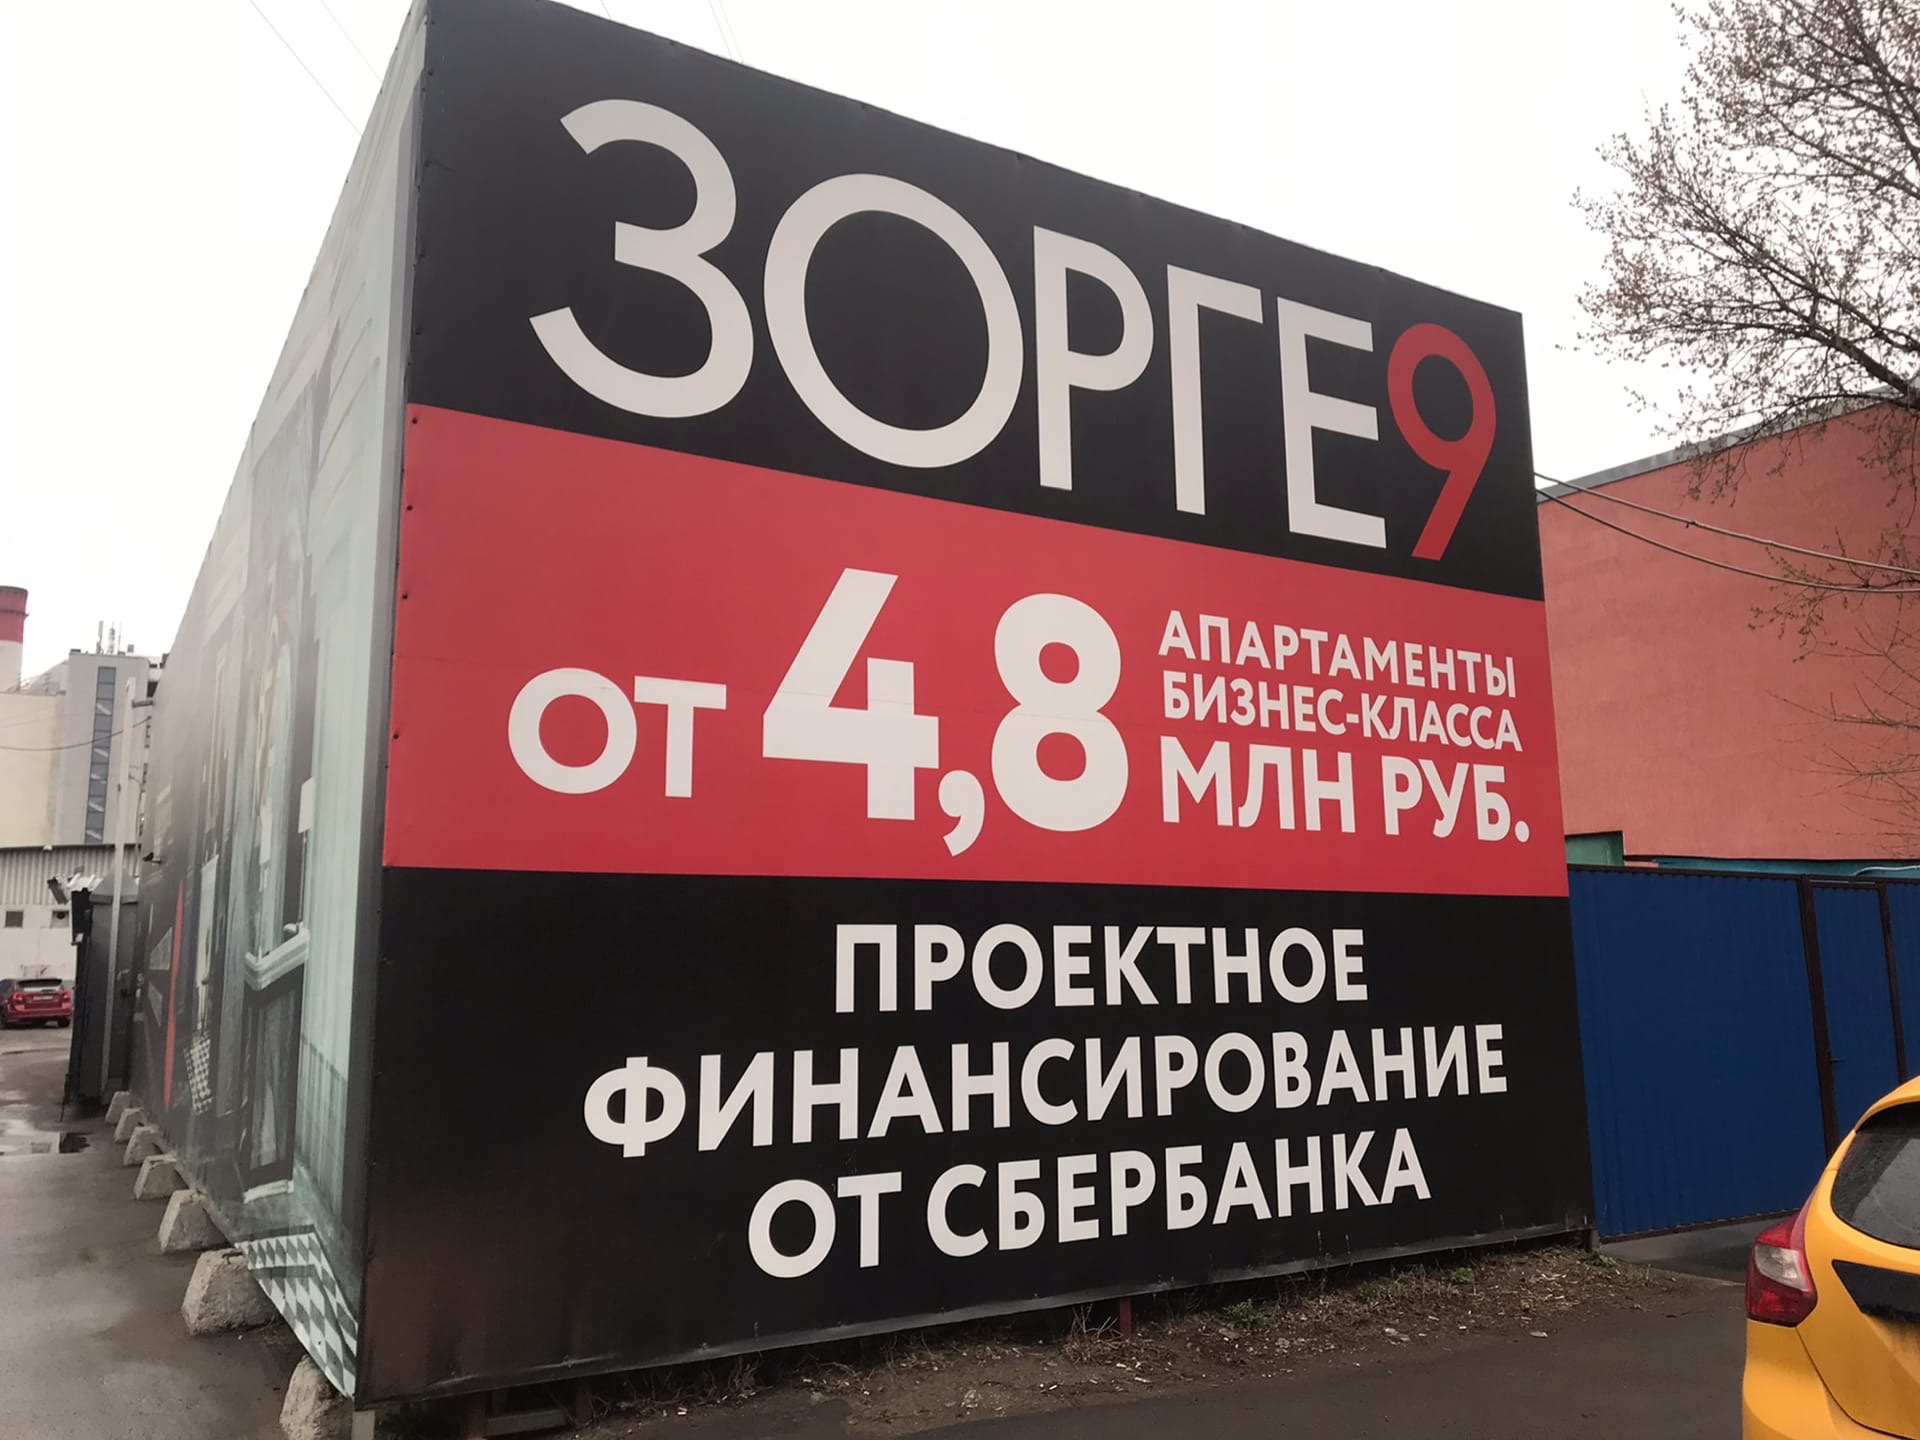 ЗОРГЕ9
АПАРТАМЕНТЫ
БИЗНЕС-КЛАССА
ОТ 4,8 МЛН РУБ.
ПРОЕКТНОЕ
ФИНАНСИРОВАНИЕ
ОТ СБЕРБАНКА